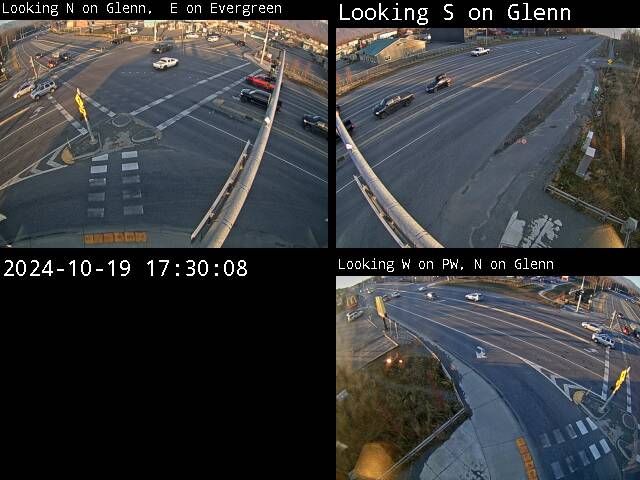 Looking N on Glenn,  E on Evergreen
Looking S on Glenn
2024-10-19 17:30:08
Looking W on PW, N on Glenn